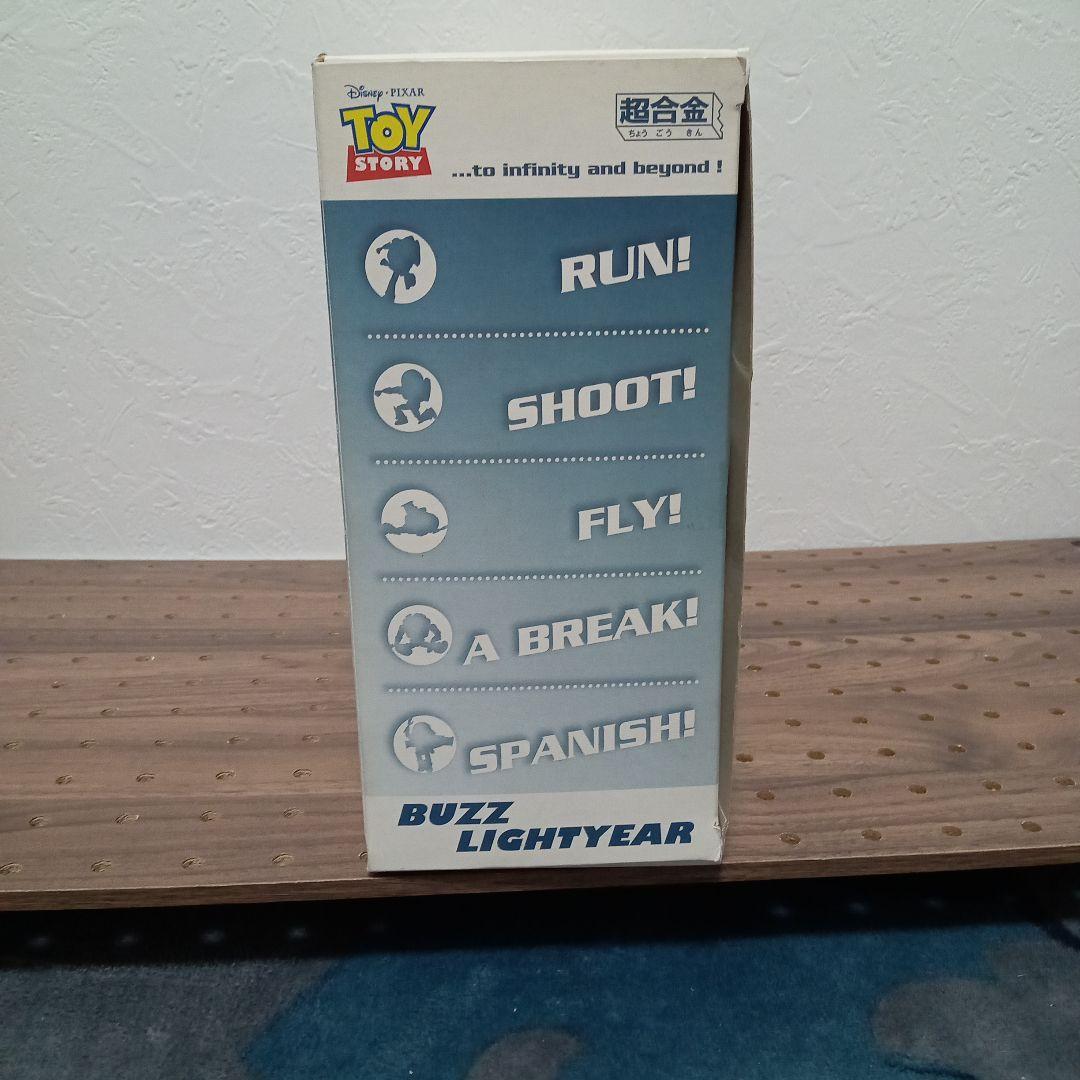 Disney • PIXAR
TOY
STORY
超合金
ちょう ごう きん
...to infinity and beyond !
RUN!
SHOOT!
FLY!
A BREAK!
SPANISH!
BUZZ
LIGHTYEAR